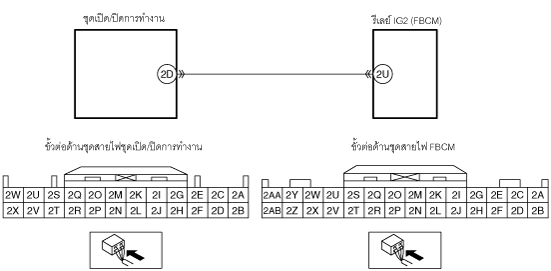 ชุดเปิด/ปิดการทำงาน
รีเลย์ IG2 (FBCM)
2D
2U
ขั้วต่อด้านชุดสายไฟชุดเปิด/ปิดการทำงาน
ขั้วต่อด้านชุดสายไฟ FBCM
2W 2U 2S 2Q 2O 2M 2K 2I 2G 2E 2C 2A
2X 2V 2T 2R 2P 2N 2L 2J 2H 2F 2D 2B
2AA 2Y 2W 2U 2S 2Q 2O 2M 2K 2I 2G 2E 2C 2A
2AB 2Z 2X 2V 2T 2R 2P 2N 2L 2J 2H 2F 2D 2B